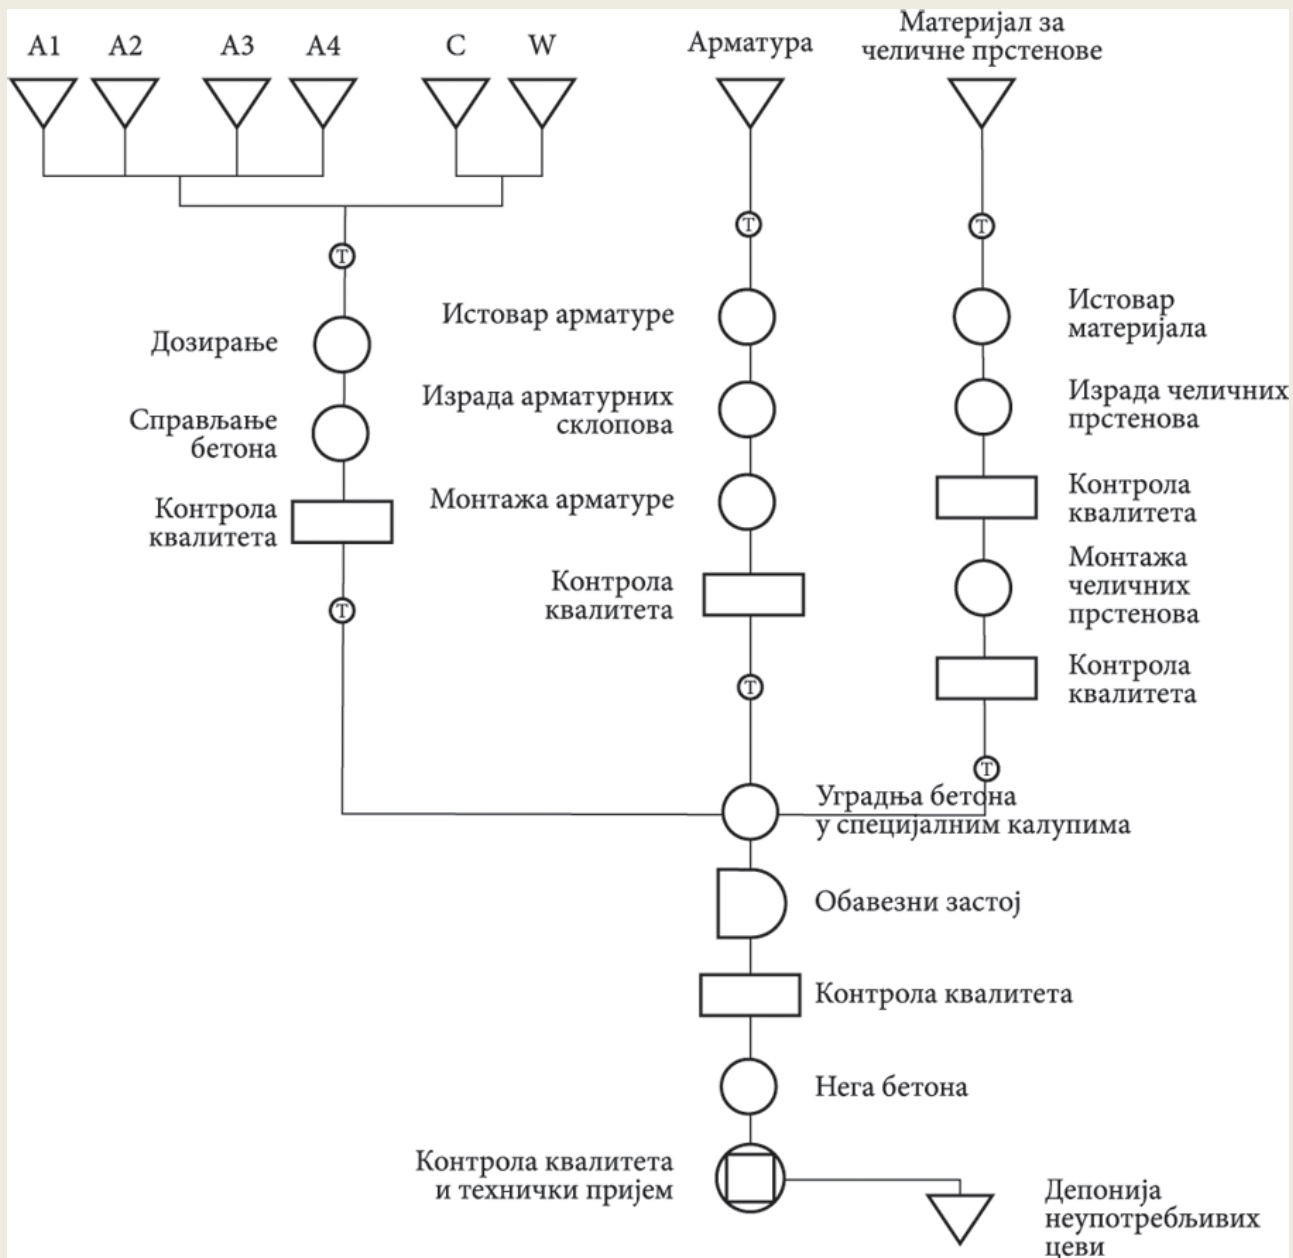 A1
A2
A3
A4
C
W
Арматура
Материјал за
челичне прстенове
T
T
T
Дозирање
Справљање
бетона
Контрола
квалитета
T
Истовар арматуре
Израда арматурних
склопова
Монтажа арматуре
Контрола
квалитета
T
Истовар
материјала
Израда челичних
прстенова
Контрола
квалитета
Монтажа
челичних
прстенова
Контрола
квалитета
T
Уградња бетона
у специјалним калупима
Обавезни застој
Контрола квалитета
Нега бетона
Контрола квалитета
и технички пријем
Депонија
неупотребљивих
цеви